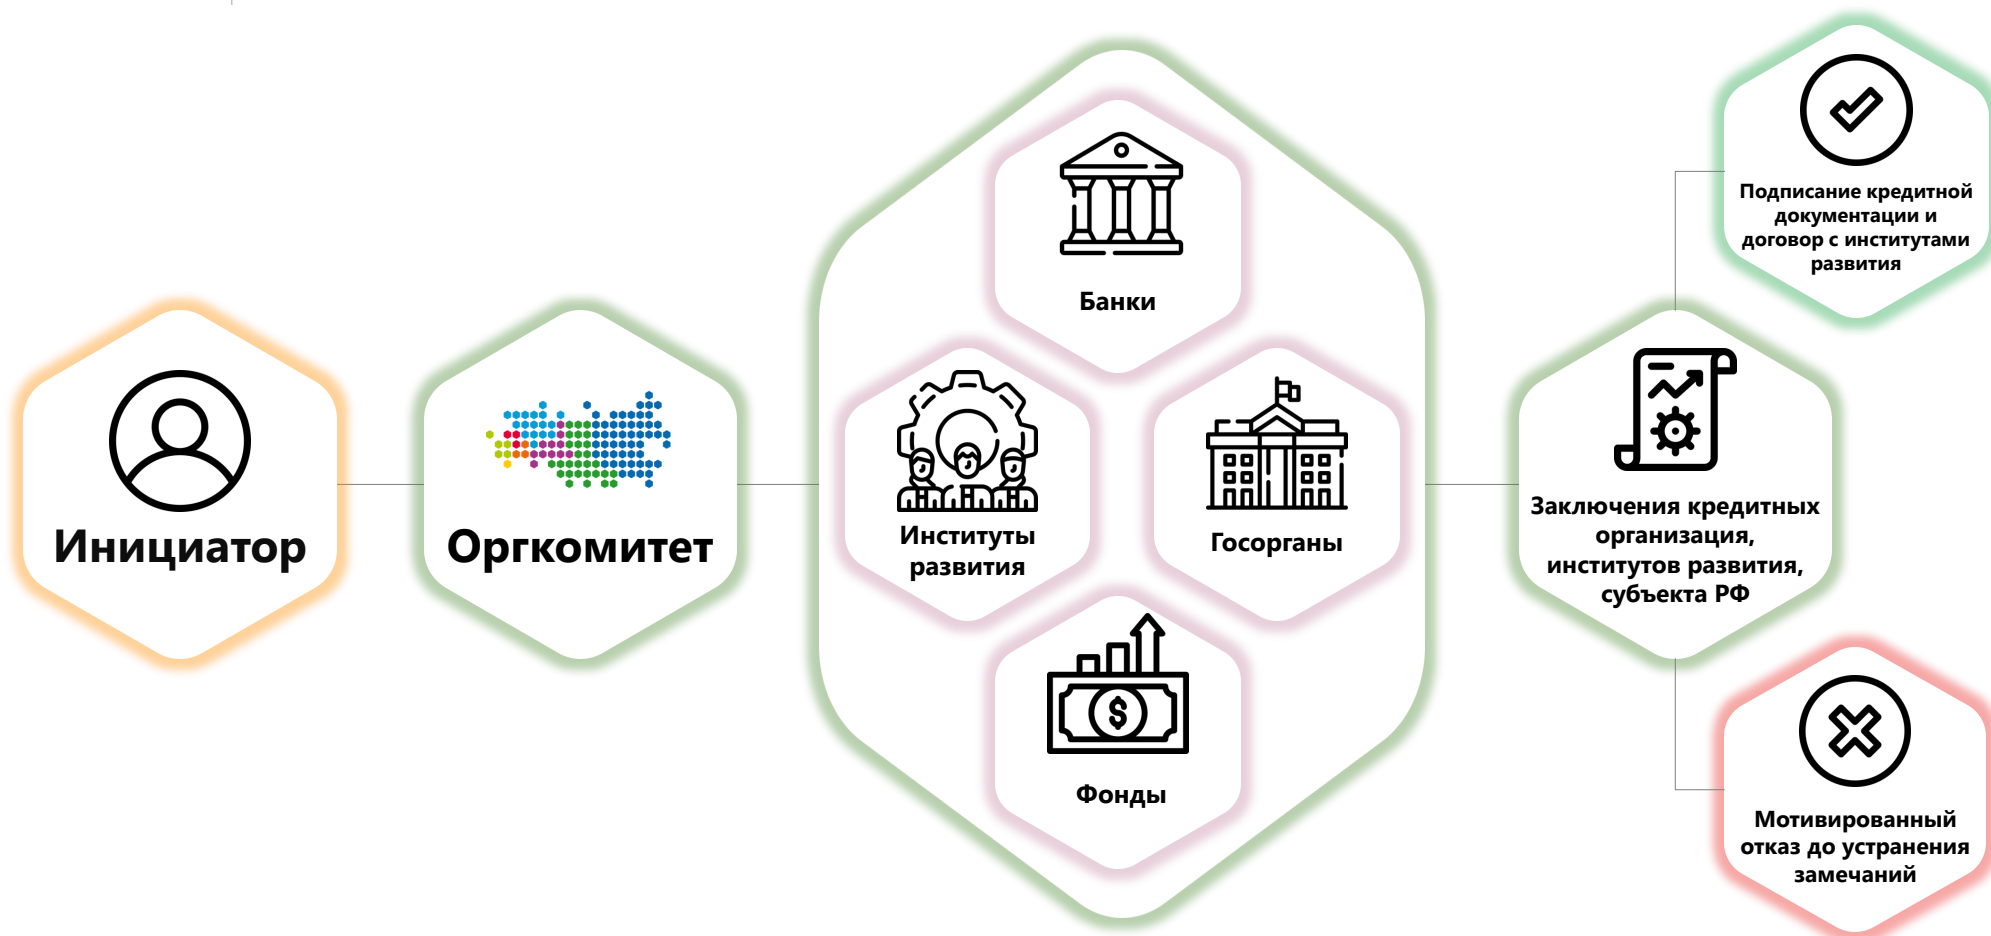 Инициатор
Оргкомитет
Банки
Институты
развития
Госорганы
Фонды
Заключения кредитных
организация,
институтов развития,
субъекта РФ
Подписание кредитной
документации и
договор с институтами
развития
Мотивированный
отказ до устранения
замечаний